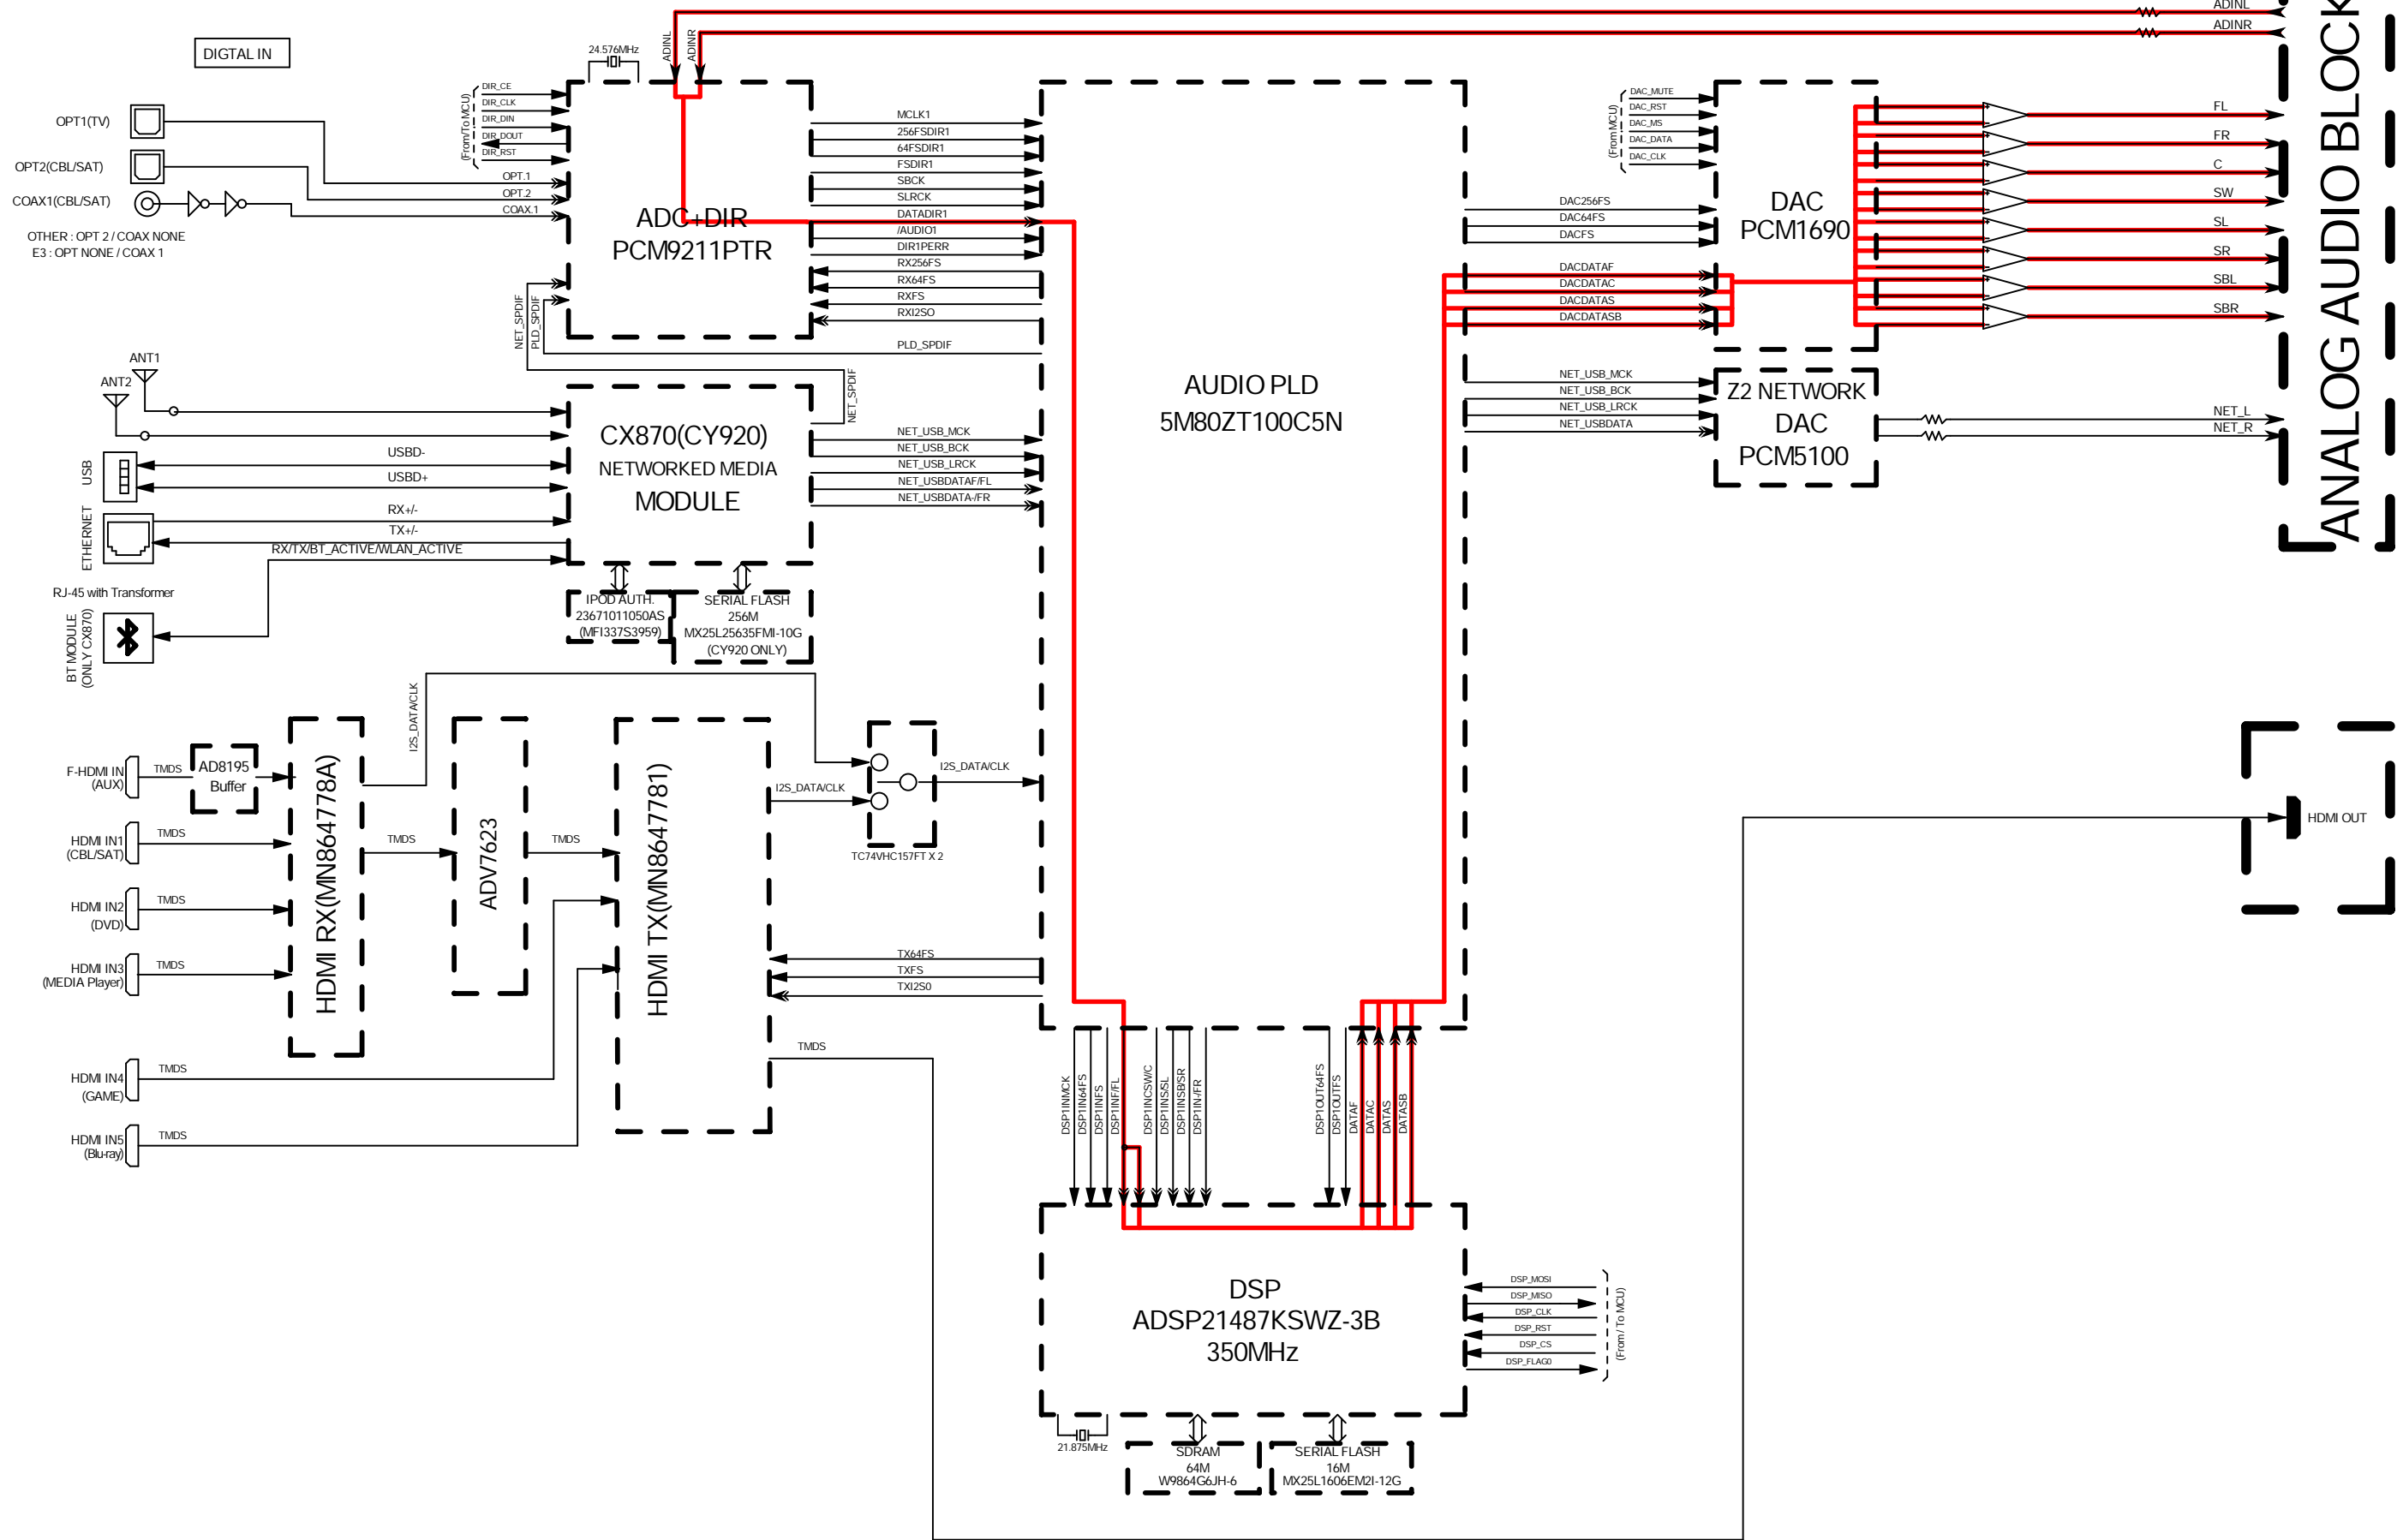 ADINL
ADINR
DIGTAL IN
24.576MHz
ADINL
ADINR
OPT1(TV)
OPT2(CBL/SAT)
COAX1(CBL/SAT)
OTHER : OPT 2 / COAX NONE
E3 : OPT NONE / COAX 1
(From/To MCU)
DIR_CE
DIR_CLK
DIR_DIN
DIR_DOUT
DIR_RST
OPT.1
OPT.2
COAX.1
ADC+DIR
PCM9211PTR
MCLK1
256FSDIR1
64FSDIR1
FSDIR1
SBCK
SLRCK
DATADIR1
/AUDIO1
DIR1PERR
RX256FS
RX64FS
RXFS
RXI2SO
PLD_SPDIF
NET_SPDIF
PLD_SPDIF
NET_SPDIF
AUDIO PLD
5M80ZT100C5N
(From MCU)
DAC_MUTE
DAC_RST
DAC_MS
DAC_DATA
DAC_CLK
DAC256FS
DAC64FS
DACFS
DAC
PCM1690
DACDATAF
DACDATAC
DACDATAS
DACDATASB
FL
FR
C
SW
SL
SR
SBL
SBR
ANALOG AUDIO BLOCK
NET_USB_MCK
NET_USB_BCK
NET_USB_LRCK
NET_USBDATA
Z2 NETWORK
DAC
PCM5100
NET_L
NET_R
ANT1
ANT2
USB
USBD-
USBD+
ETHERNET
RX+/-
TX+/-
RX/TX/BT_ACTIVE/WLAN_ACTIVE
RJ-45 with Transformer
BT MODULE
(ONLY CX870)
CX870(CY920)
NETWORKED MEDIA
MODULE
NET_USB_MCK
NET_USB_BCK
NET_USB_LRCK
NET_USBDATAF/FL
NET_USBDATA-/FR
IPOD AUTH.
23671011050AS
(MFI337S3959)
SERIAL FLASH
256M
MX25L25635FMI-10G
(CY920 ONLY)
I2S_DATA/CLK
F-HDMI IN
(AUX)
TMDS
AD8195
Buffer
HDMI IN1
(CBL/SAT)
TMDS
HDMI IN2
(DVD)
TMDS
HDMI IN3
(MEDIA Player)
TMDS
HDMI IN4
(GAME)
TMDS
HDMI IN5
(Blu-ray)
TMDS
HDMI RX(MN864778A)
TMDS
ADV7623
TMDS
HDMI TX(MN8647781)
I2S_DATA/CLK
I2S_DATA/CLK
TC74VHC157FT X 2
TX64FS
TXFS
TXI2S0
TMDS
HDMI OUT
DSP1INMCK
DSP1IN64FS
DSP1INFS
DSP1INF/FL
DSP1INCSW/C
DSP1INS/SL
DSP1INSB/SR
DSP1IN-/FR
DSP1OUT64FS
DSP1OUTFS
DATAF
DATAC
DATAS
DATASB
DSP
ADSP21487KSWZ-3B
350MHz
DSP_MOSI
DSP_MISO
DSP_CLK
DSP_RST
DSP_CS
DSP_FLAG0
(From / To MCU)
21.875MHz
SDRAM
64M
W9864G6JH-6
SERIAL FLASH
16M
MX25L1606EM2I-12G